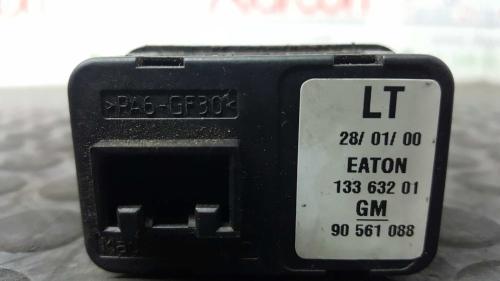 >PA6-GF30<
LT
28/01/00
EATON
133 632 01
GM
90 561 088